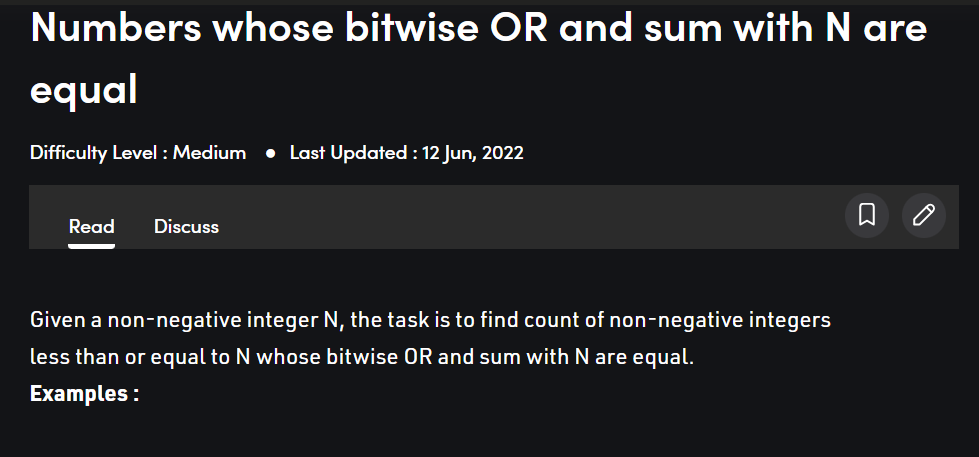 Numbers whose bitwise OR and sum with N are
equal
Difficulty Level : Medium ● Last Updated : 12 Jun, 2022
Read Discuss
Given a non-negative integer N, the task is to find count of non-negative integers
less than or equal to N whose bitwise OR and sum with N are equal.
Examples :